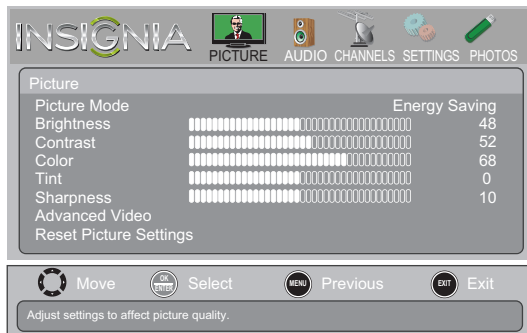 INSIGNIA PICTURE AUDIO CHANNELS SETTINGS PHOTOS
Picture
Picture Mode Energy Saving
Brightness 48
Contrast 52
Color 68
Tint 0
Sharpness 10
Advanced Video
Reset Picture Settings
Move OK ENTER Select MENU Previous EXIT Exit
Adjust settings to affect picture quality.